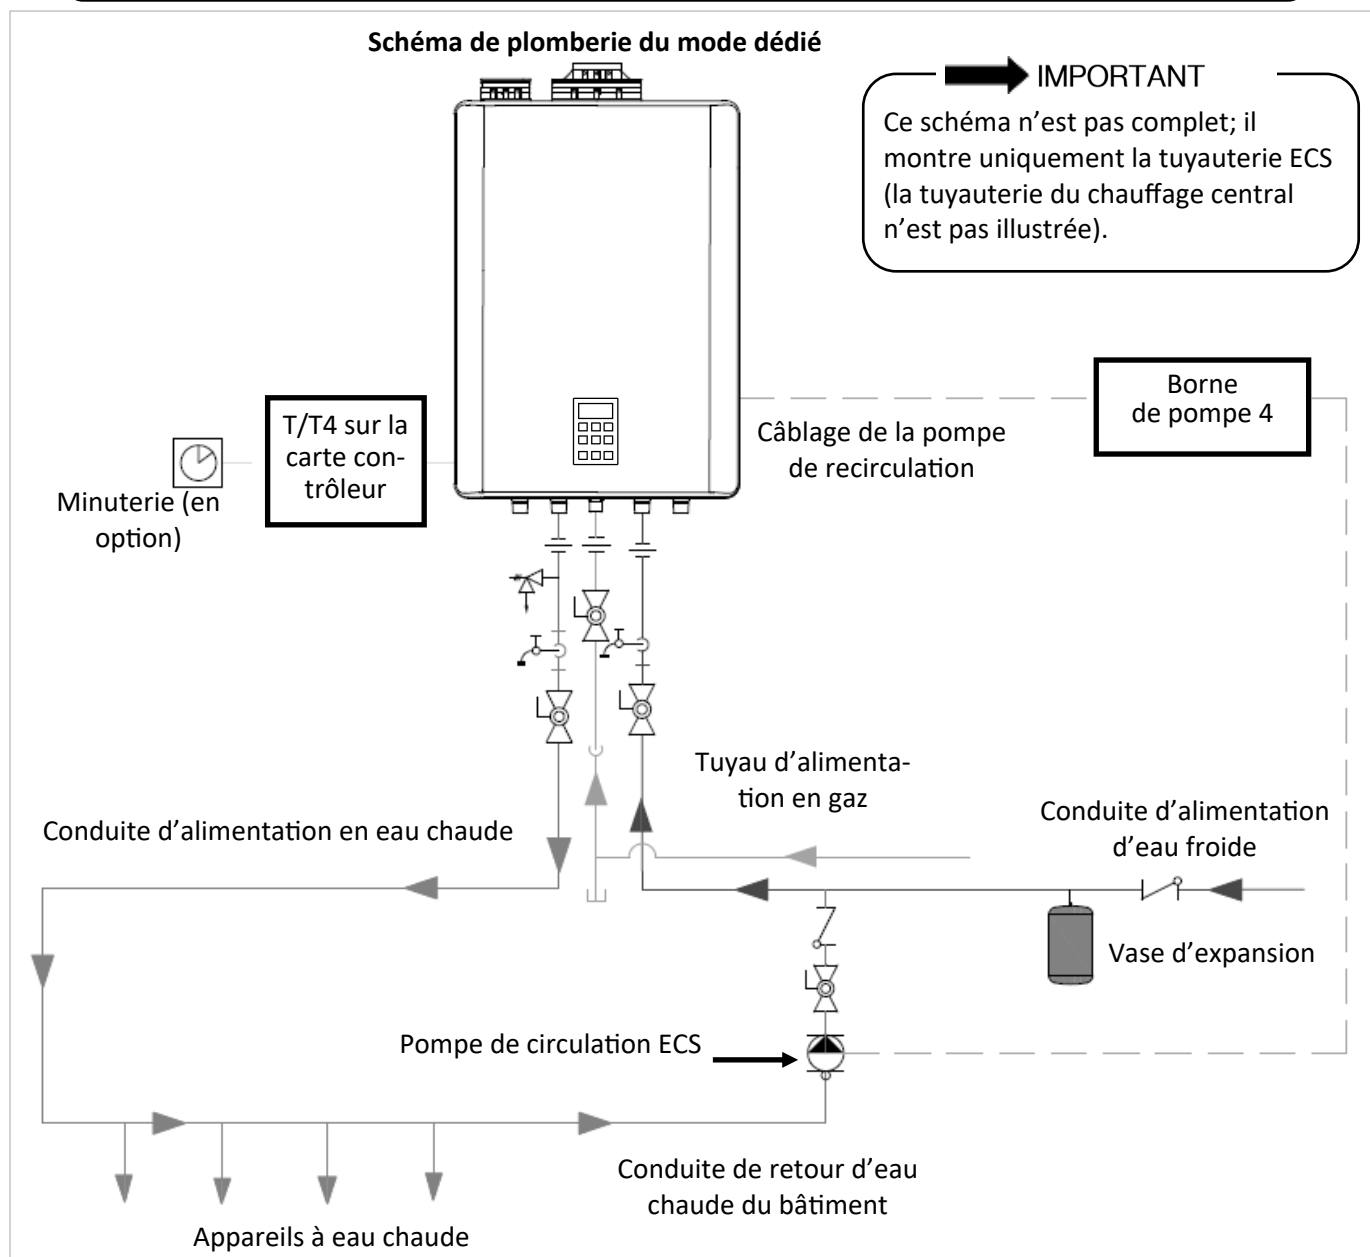 Schéma de plomberie du mode dédié
IMPORTANT
Ce schéma n’est pas complet; il
montre uniquement la tuyauterie ECS
(la tuyauterie du chauffage central
n’est pas illustrée).
Borne
de pompe 4
T/T4 sur la
carte con-
trôleur
Câblage de la pompe
de recirculation
Minuterie (en
option)
Tuyau d’alimenta-
tion en gaz
Conduite d’alimentation en eau chaude
Conduite d’alimentation
d’eau froide
Vase d’expansion
Pompe de circulation ECS
Conduite de retour d’eau
chaude du bâtiment
Appareils à eau chaude